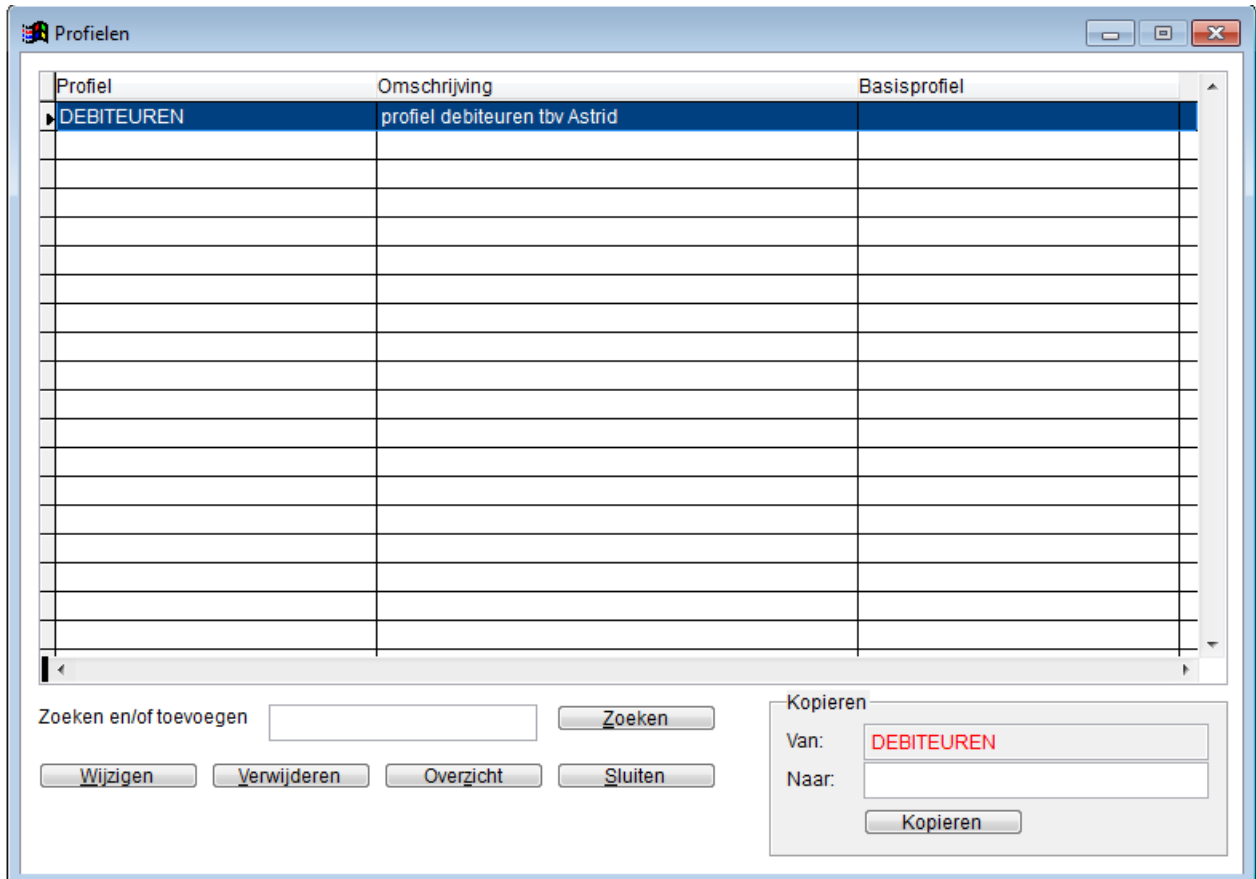 Profielen
Profiel Omschrijving Basisprofiel
DEBITEUREN profiel debiteuren tbv Astrid
Zoeken en/of toevoegen Zoeken
Wijzigen Verwijderen Overzicht Sluiten
Kopieren
Van: DEBITEUREN
Naar:
Kopieren